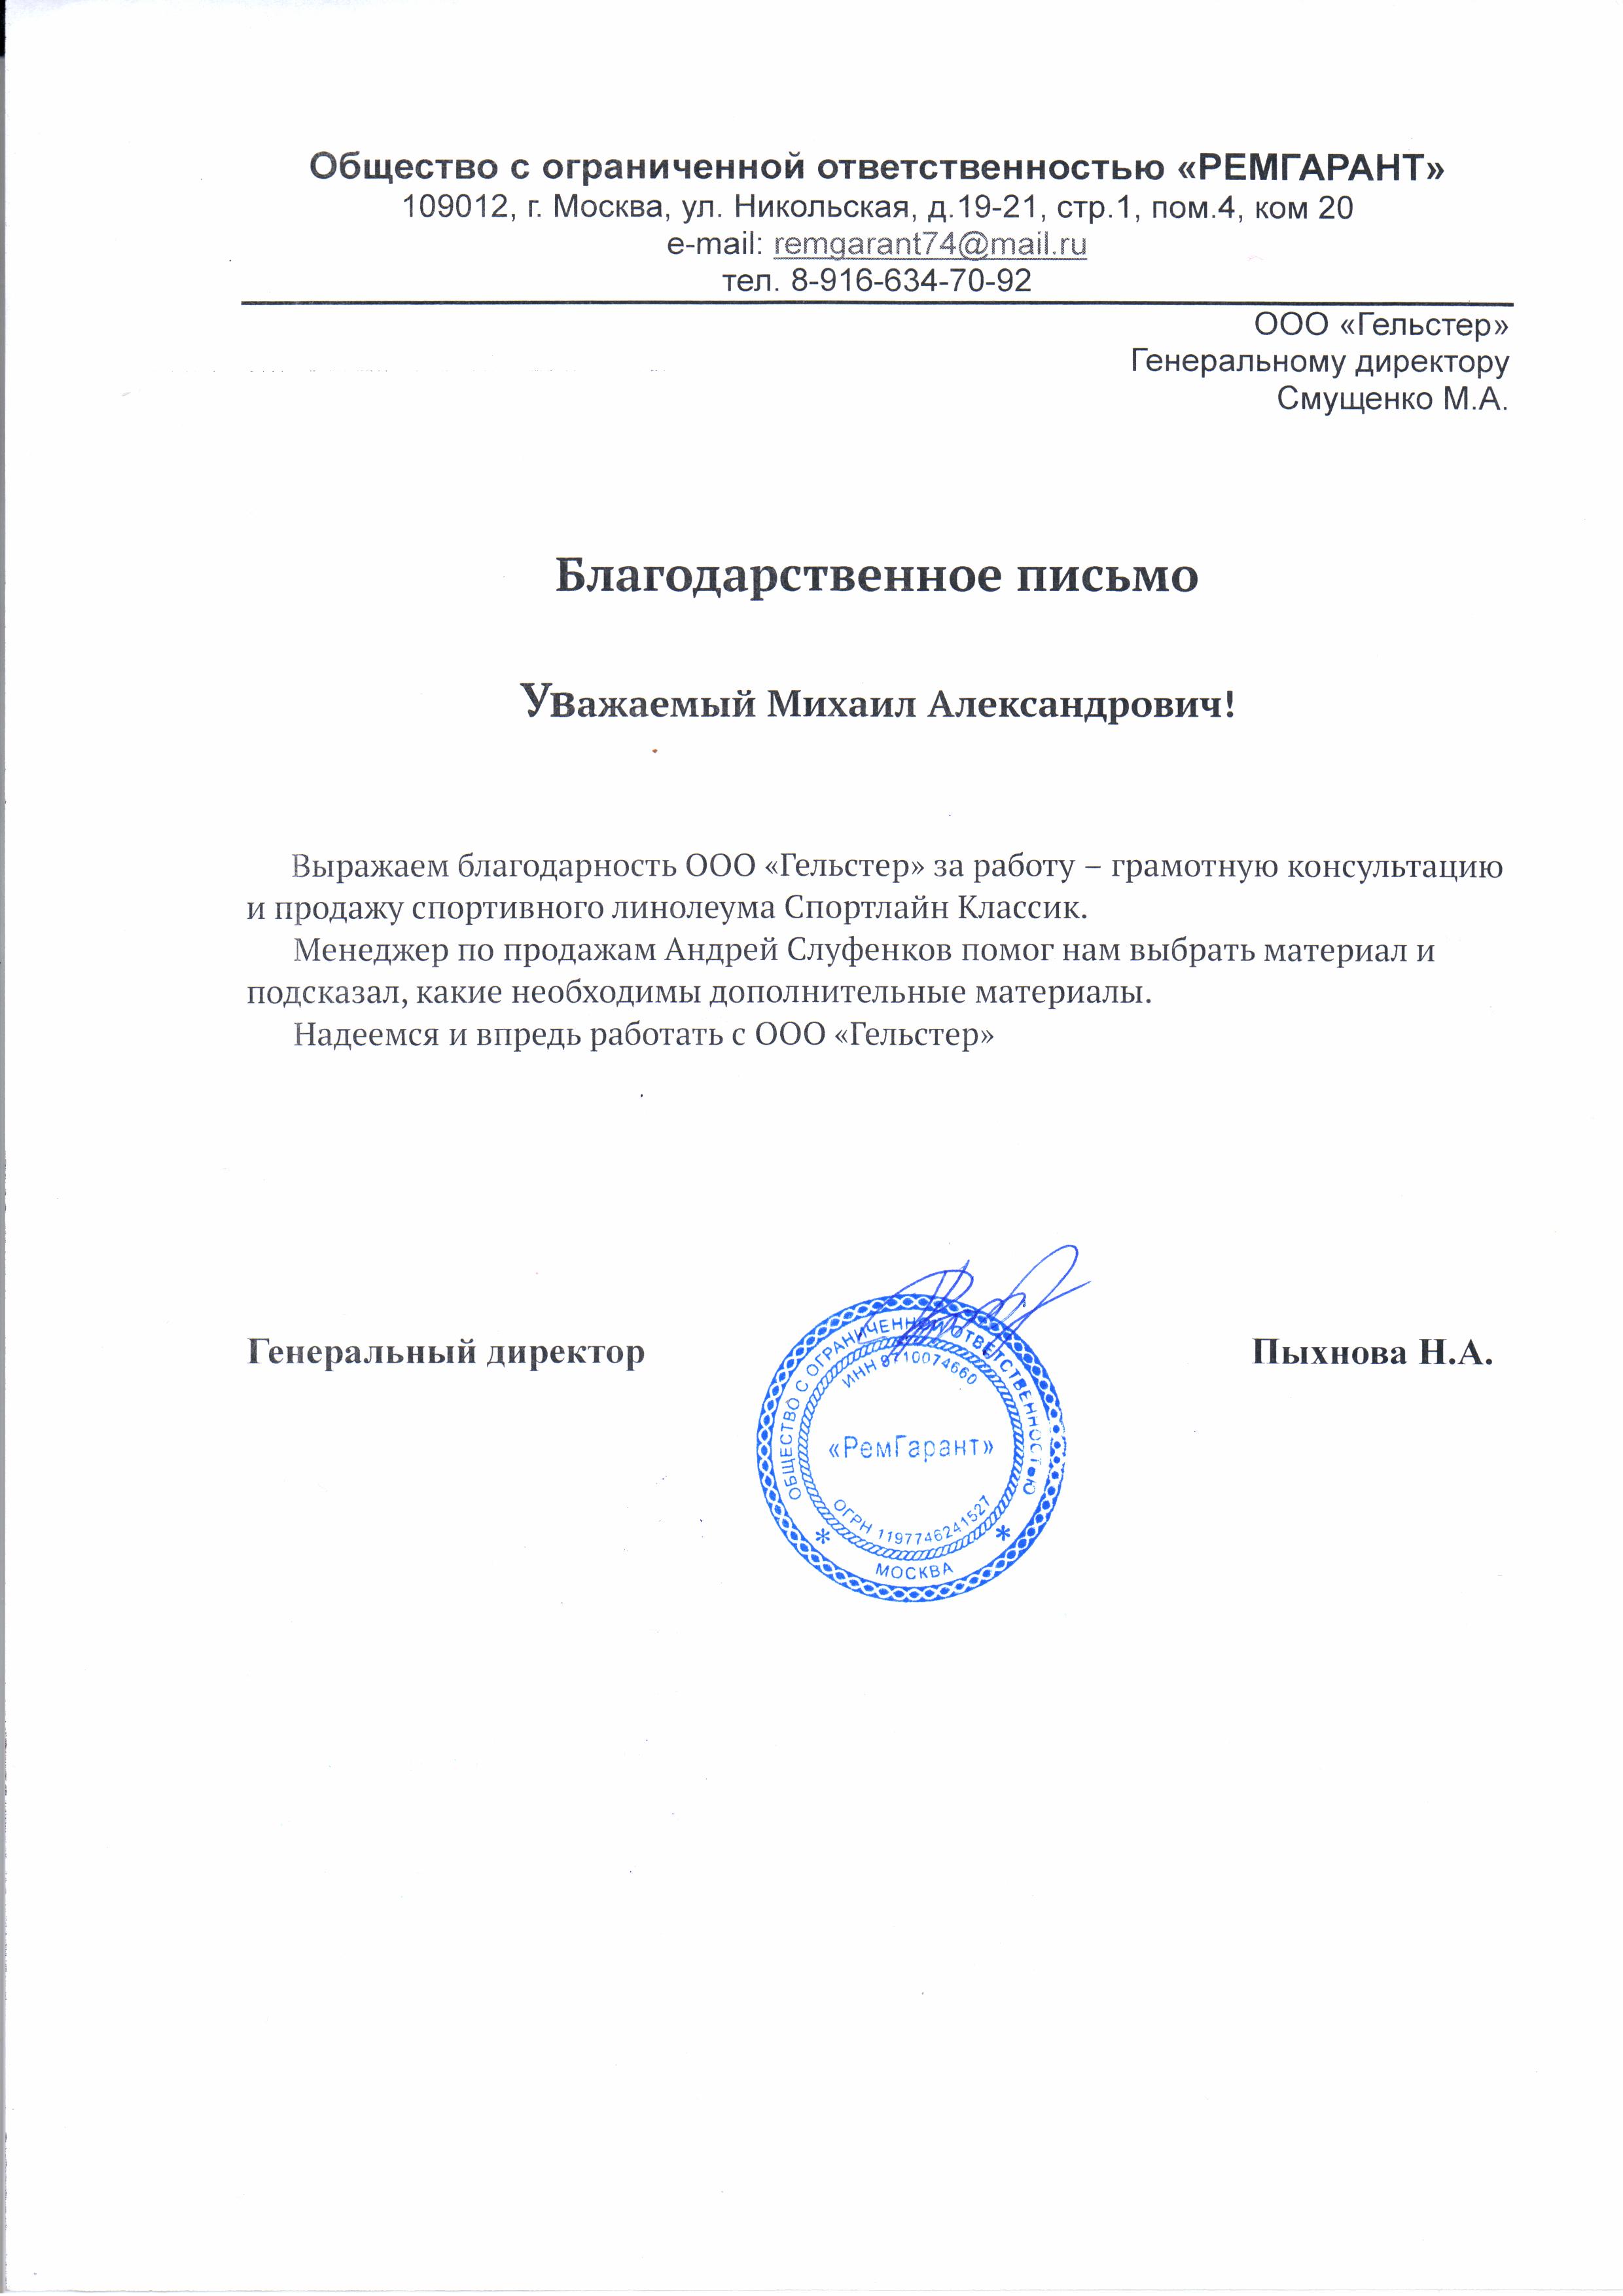 Общество с ограниченной ответственностью «РЕМГАРАНТ»
109012, г. Москва, ул. Никольская, д.19-21, стр.1, пом.4, ком 20
e-mail: remgarant74@mail.ru
тел. 8-916-634-70-92
ООО «Гельстер»
Генеральному директору
Смущенко М.А.
Благодарственное письмо
Уважаемый Михаил Александрович!
Выражаем благодарность ООО «Гельстер» за работу – грамотную консультацию
и продажу спортивного линолеума Спортлайн Классик.
Менеджер по продажам Андрей Слуфенков помог нам выбрать материал и
подсказал, какие необходимы дополнительные материалы.
Надеемся и впредь работать с ООО «Гельстер»
Генеральный директор
Пыхнова Н.А.
ОБЩЕСТВО С ОГРАНИЧЕННОЙ ОТВЕТСТВЕННОСТЬЮ
ИНН 9710074660
«РемГарант»
ОГРН 1197746241527
* МОСКВА *